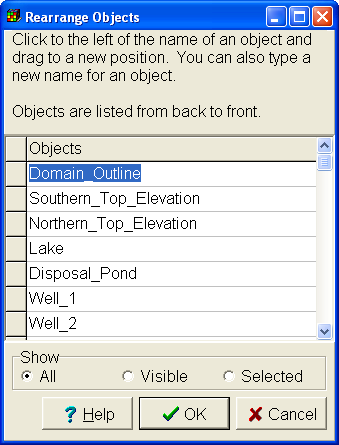 Rearrange Objects
Click to the left of the name of an object and
drag to a new position. You can also type a
new name for an object.
Objects are listed from back to front.
Objects
Domain_Outline
Southern_Top_Elevation
Northern_Top_Elevation
Lake
Disposal_Pond
Well_1
Well_2
Show
All Visible Selected
? Help OK Cancel